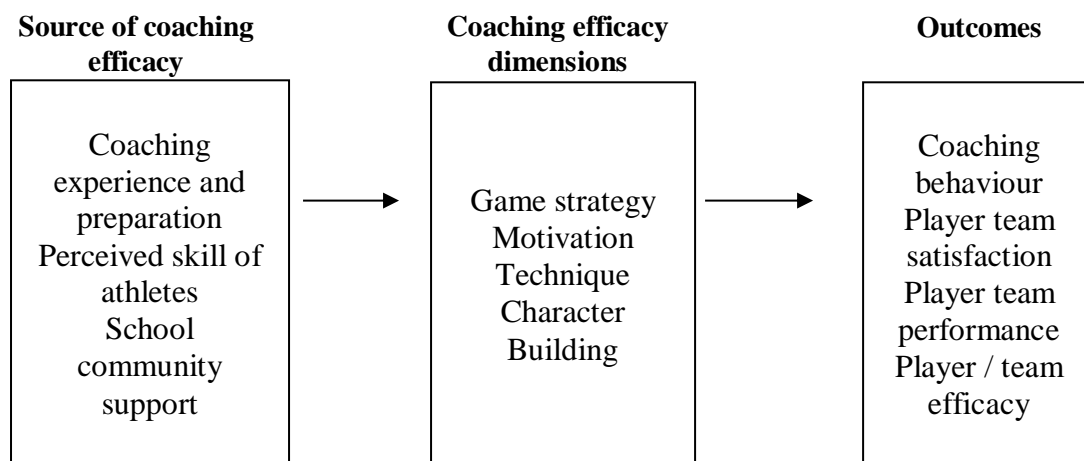 Source of coaching
efficacy
Coaching
experience and
preparation
Perceived skill of
athletes
School
community
support
Coaching efficacy
dimensions
Game strategy
Motivation
Technique
Character
Building
Outcomes
Coaching
behaviour
Player team
satisfaction
Player team
performance
Player / team
efficacy